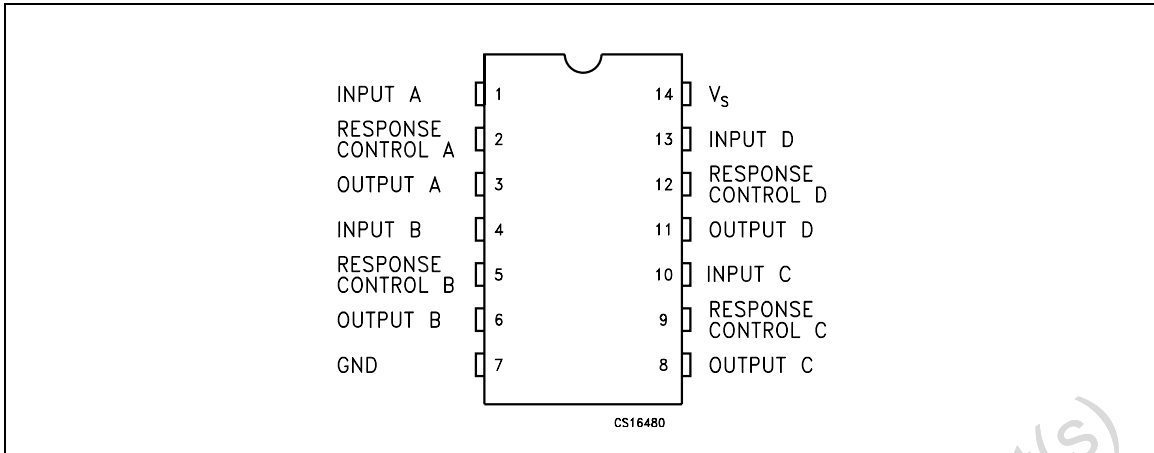 INPUT A
1
14
VS
RESPONSE
CONTROL A
2
13
INPUT D
OUTPUT A
3
12
RESPONSE
CONTROL D
INPUT B
4
11
OUTPUT D
RESPONSE
CONTROL B
5
10
INPUT C
OUTPUT B
6
9
RESPONSE
CONTROL C
GND
7
8
OUTPUT C
CS16480